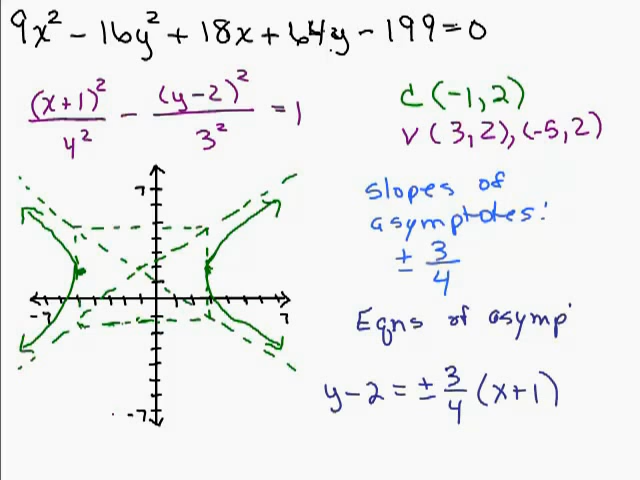 9x² - 16y² + 18x + 64y - 199 = 0
(x+1)²/4² - (y-2)²/3² = 1
C (-1, 2)
V (3, 2), (-5, 2)
slopes of
asymptotes:
± 3/4
Eqns of asymp
y-2 = ± 3/4 (x+1)
7
-7
7
-7